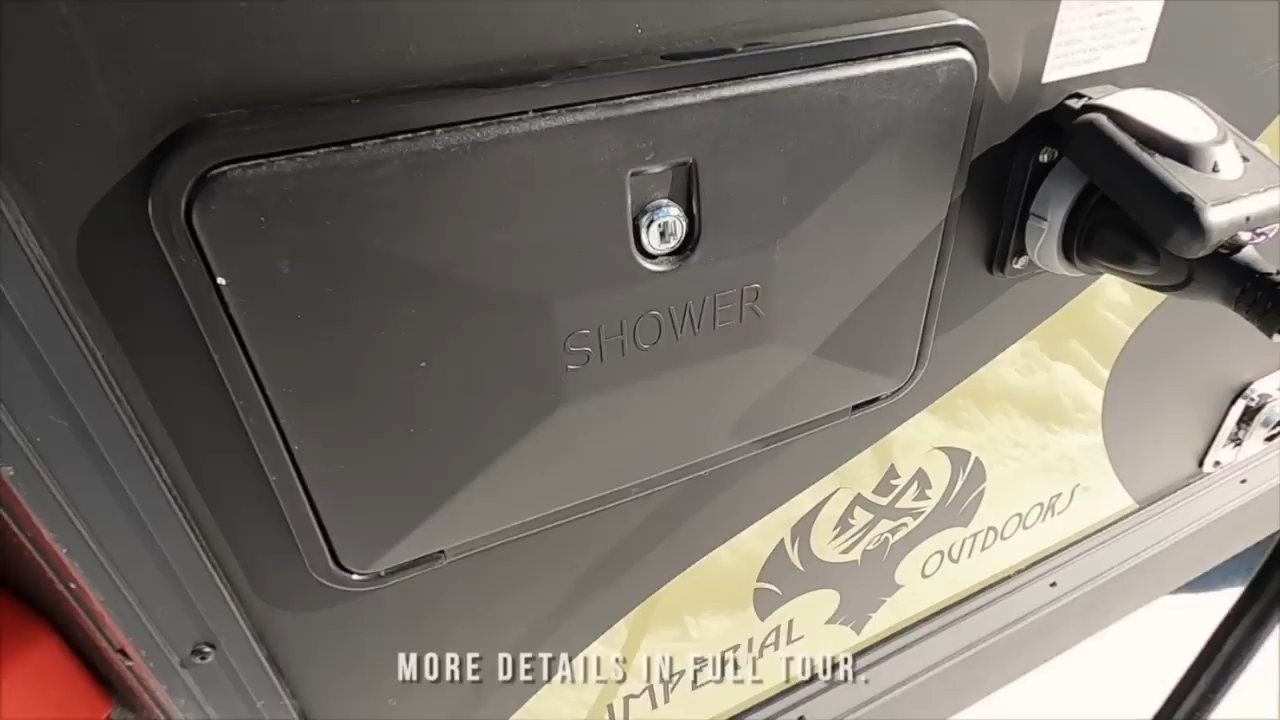 SHOWER
IMPERIAL
OUTDOORS
MORE DETAILS IN FULL TOUR.